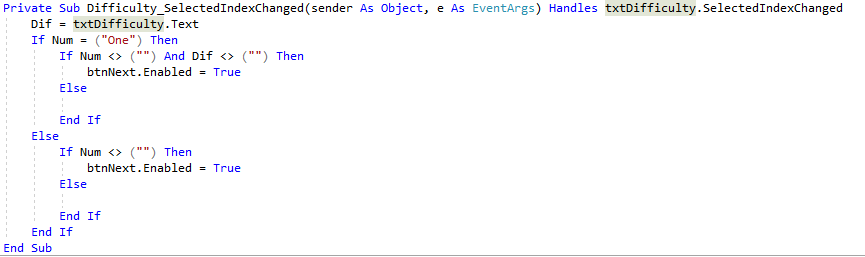 Private Sub Difficulty_SelectedIndexChanged(sender As Object, e As EventArgs) Handles txtDifficulty.SelectedIndexChanged
    Dif = txtDifficulty.Text
    If Num = ("One") Then
        If Num <> ("") And Dif <> ("") Then
            btnNext.Enabled = True
        Else

        End If
    Else
        If Num <> ("") Then
            btnNext.Enabled = True
        Else

        End If
    End If
End Sub